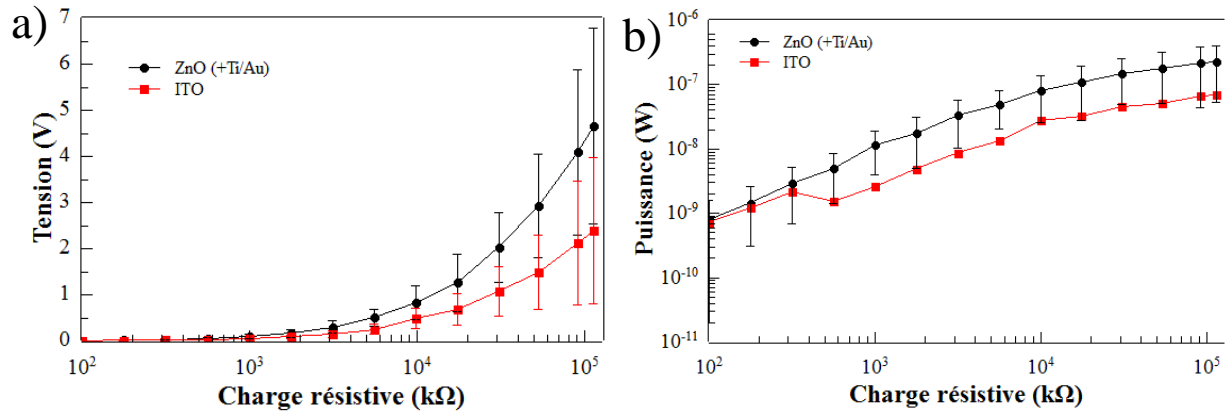 a)
7
6
5
4
3
2
1
0
Tension (V)
ZnO (+Ti/Au)
ITO
10² 10³ 10⁴ 10⁵
Charge résistive (kΩ)
b)
10⁻⁶
10⁻⁷
10⁻⁸
10⁻⁹
10⁻¹⁰
10⁻¹¹
Puissance (W)
ZnO (+Ti/Au)
ITO
10² 10³ 10⁴ 10⁵
Charge résistive (kΩ)